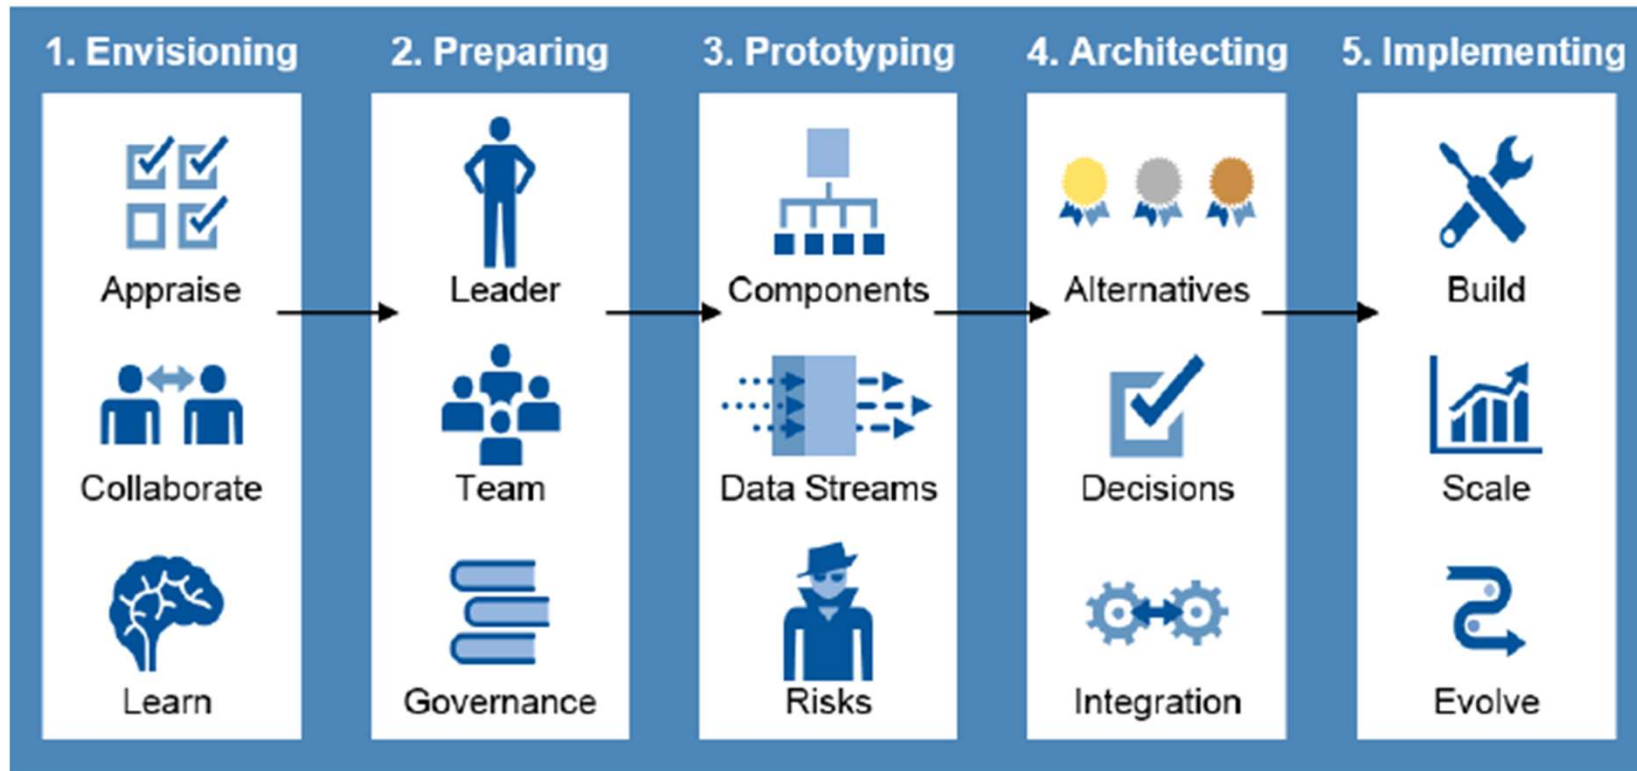 1. Envisioning
Appraise
Collaborate
Learn
2. Preparing
Leader
Team
Governance
3. Prototyping
Components
Data Streams
Risks
4. Architecting
Alternatives
Decisions
Integration
5. Implementing
Build
Scale
Evolve